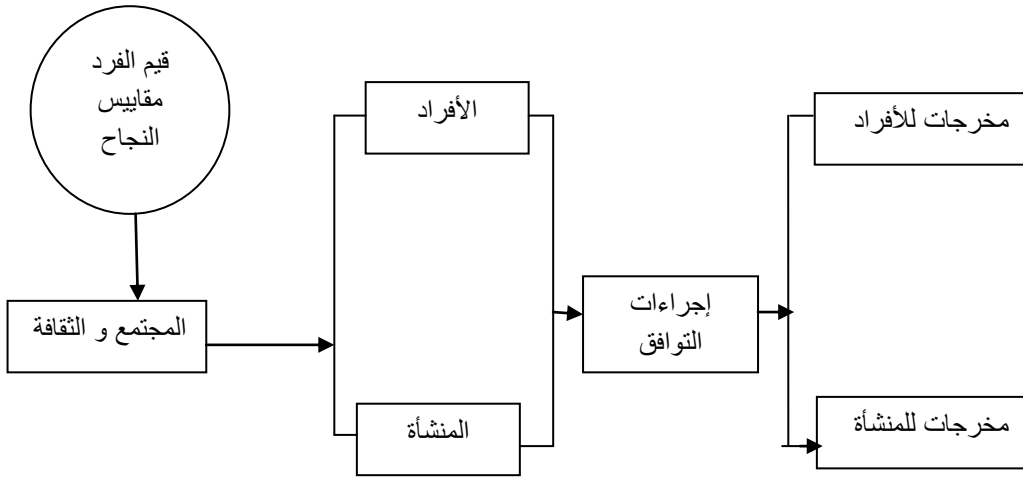 قيم الفرد
مقاييس
النجاح
المجتمع و الثقافة
الأفراد
المنشأة
إجراءات
التوافق
مخرجات للأفراد
مخرجات للمنشأة